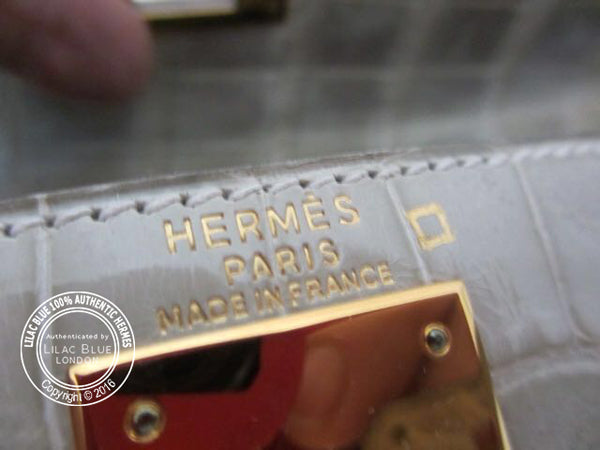 HERMÈS
PARIS
MADE IN FRANCE
LILAC BLUE 100% AUTHENTIC HERMES
Authenticated by
LILAC BLUE
LONDON
Copyright © 2016